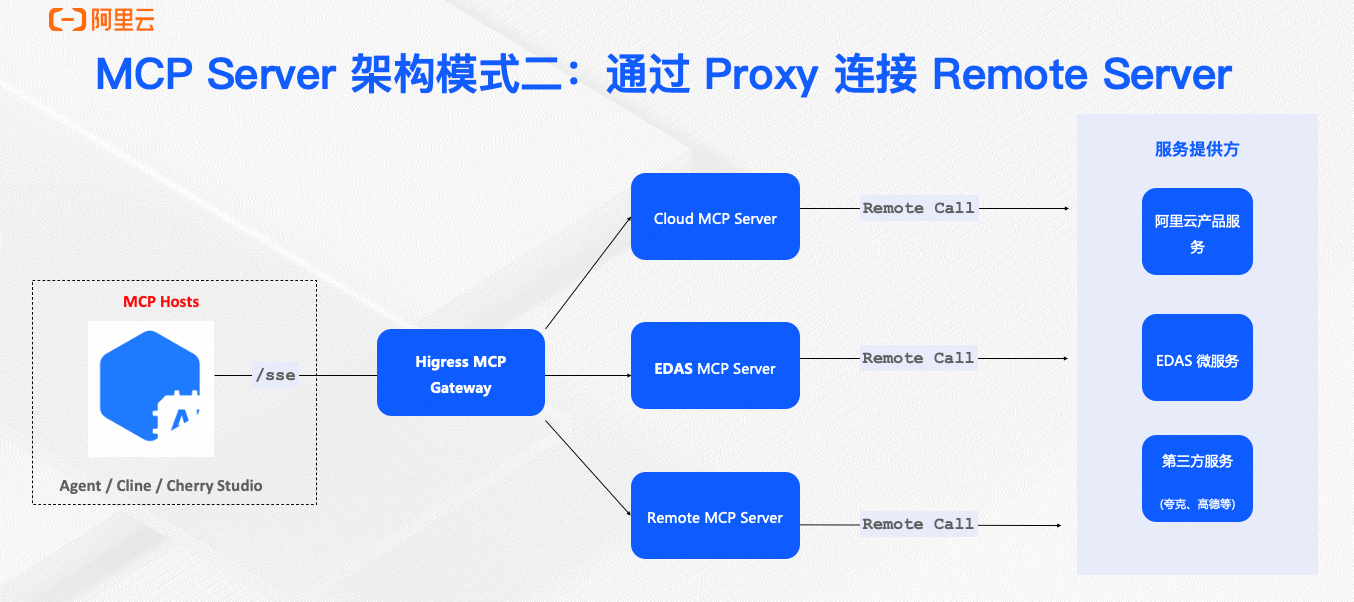 阿里云
MCP Server 架构模式二：通过 Proxy 连接 Remote Server
服务提供方
Cloud MCP Server
Remote Call
阿里云产品服
务
MCP Hosts
/sse
Higress MCP
Gateway
EDAS MCP Server
Remote Call
EDAS 微服务
Agent / Cline / Cherry Studio
Remote MCP Server
Remote Call
第三方服务
(夸克、高德等)